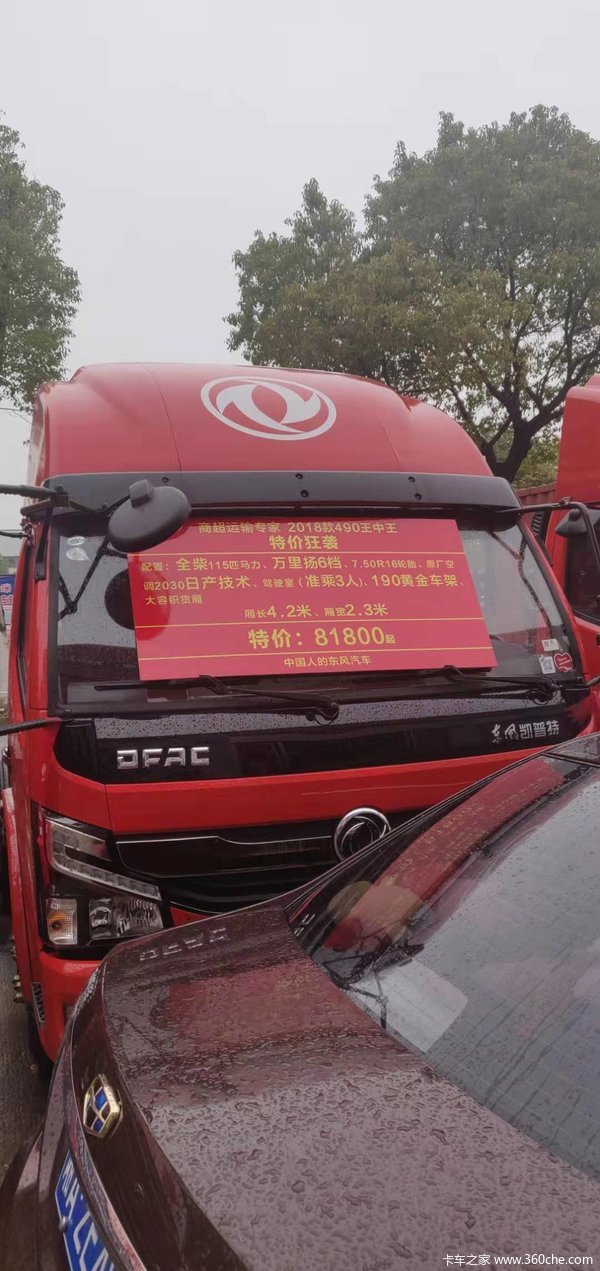 商超运输专家 2018款490王中王
特价狂袭
配置：全柴115匹马力、万里扬6档、7.50R16轮胎、原厂空
调2030日产技术、驾驶室（准乘3人）、190黄金车架、
大容积货厢
厢长4.2米、厢宽2.3米
特价：81800起
中国人的东风汽车
DFAC
东风凯普特
卡车之家 www.360che.com